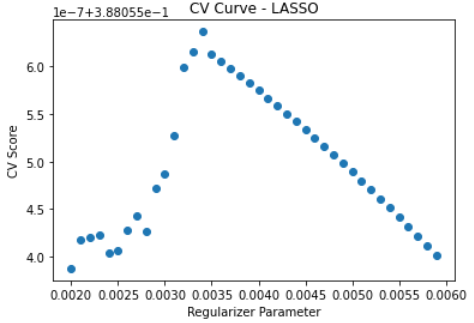 CV Curve - LASSO
1e-7+3.88055e-1
6.0
5.5
5.0
4.5
4.0
CV Score
0.0020 0.0025 0.0030 0.0035 0.0040 0.0045 0.0050 0.0055 0.0060
Regularizer Parameter